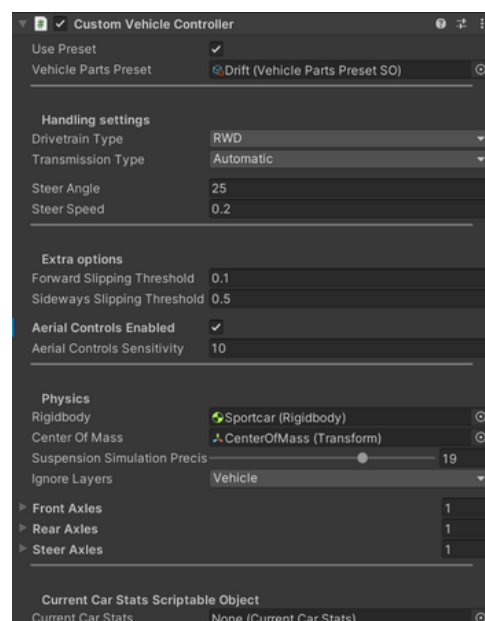 Custom Vehicle Controller
Use Preset
Vehicle Parts Preset Drift (Vehicle Parts Preset SO)
Handling settings
Drivetrain Type RWD
Transmission Type Automatic
Steer Angle 25
Steer Speed 0.2
Extra options
Forward Slipping Threshold 0.1
Sideways Slipping Threshold 0.5
Aerial Controls Enabled
Aerial Controls Sensitivity 10
Physics
Rigidbody Sportcar (Rigidbody)
Center Of Mass CenterOfMass (Transform)
Suspension Simulation Precis 19
Ignore Layers Vehicle
Front Axles 1
Rear Axles 1
Steer Axles 1
Current Car Stats Scriptable Object
Current Car Stats None (Current Car Stats)